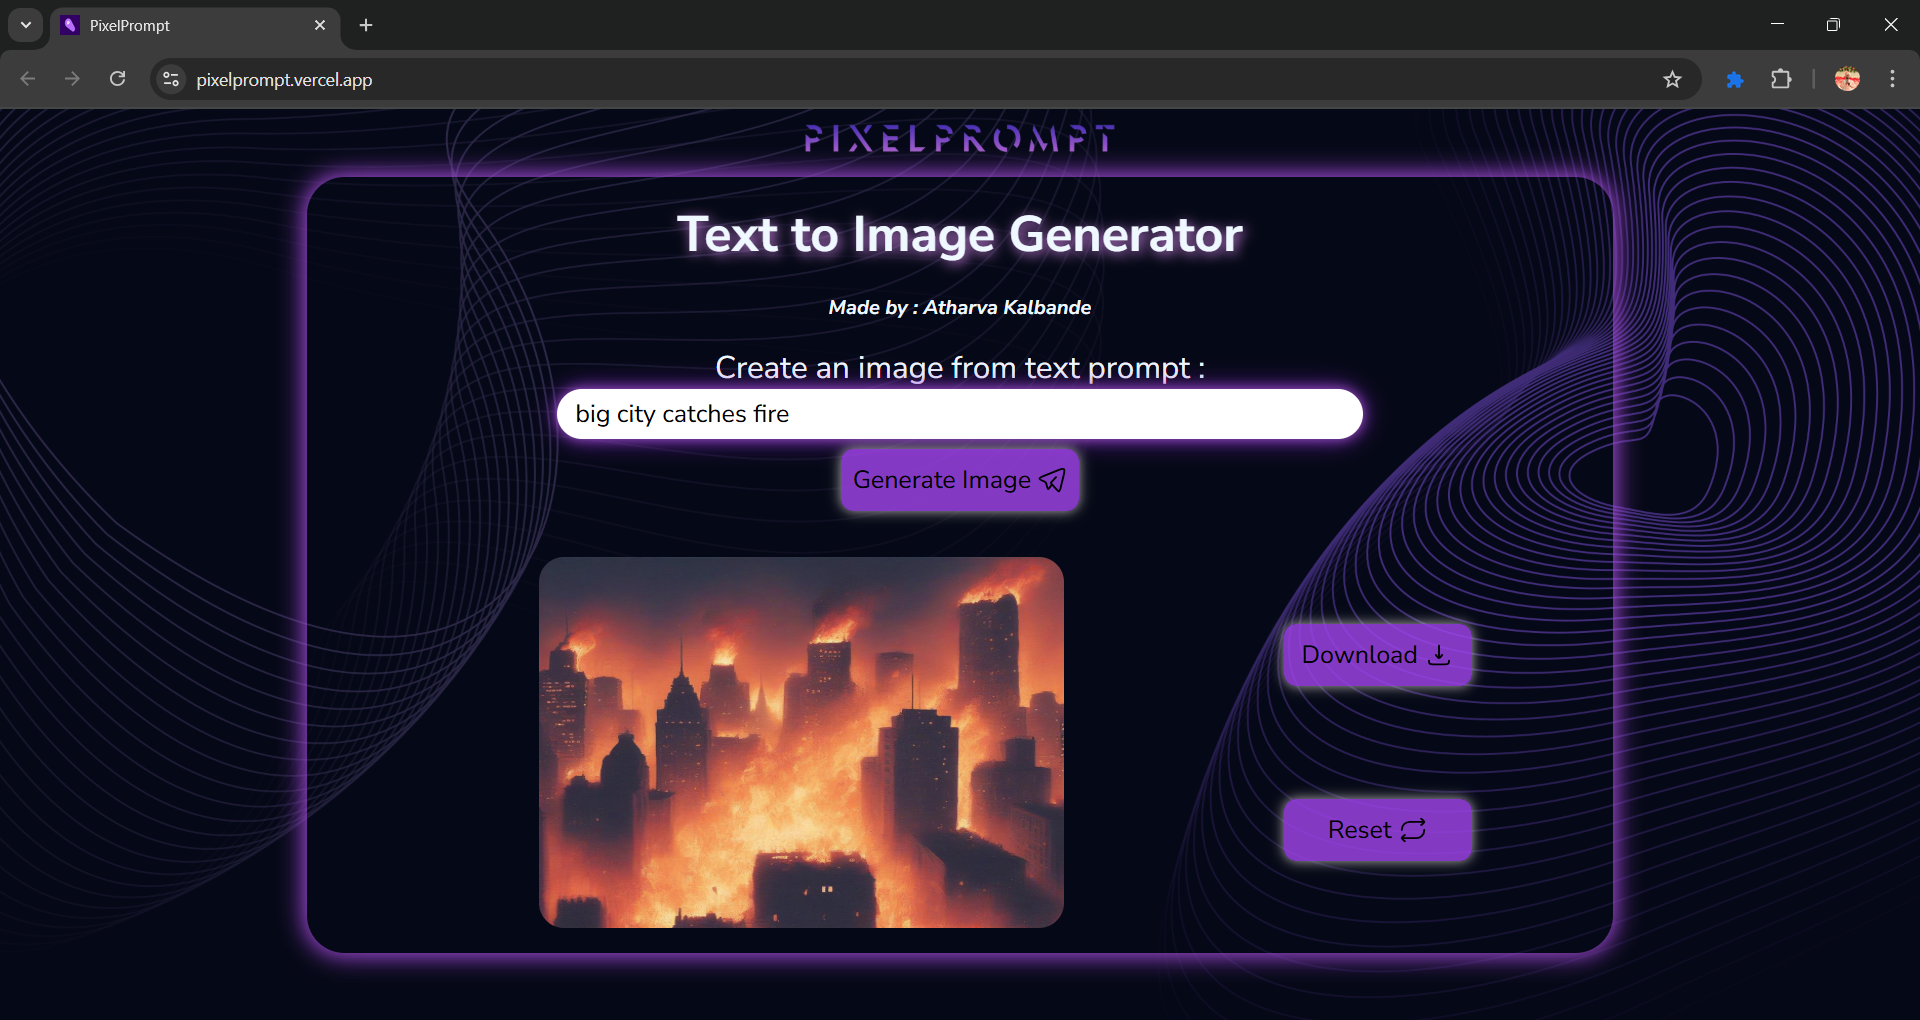 PixelPrompt
pixelprompt.vercel.app
PIXELPROMPT
Text to Image Generator
Made by : Atharva Kalbande
Create an image from text prompt :
big city catches fire
Generate Image
Download
Reset